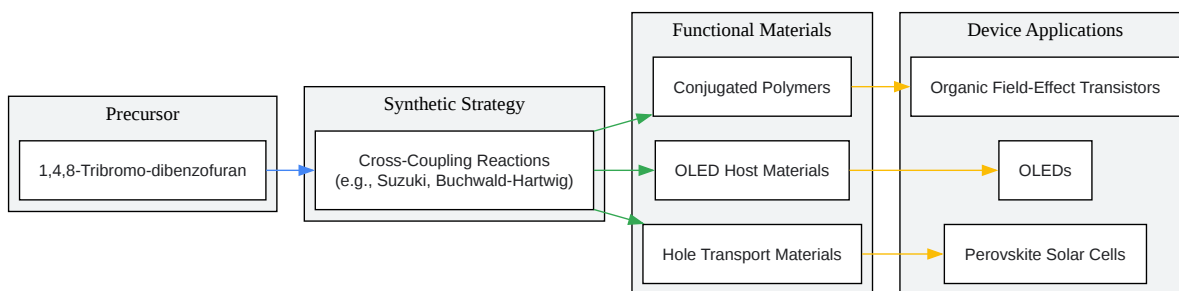 Precursor
1,4,8-Tribromo-dibenzofuran
Synthetic Strategy
Cross-Coupling Reactions
(e.g., Suzuki, Buchwald-Hartwig)
Functional Materials
Conjugated Polymers
OLED Host Materials
Hole Transport Materials
Device Applications
Organic Field-Effect Transistors
OLEDs
Perovskite Solar Cells